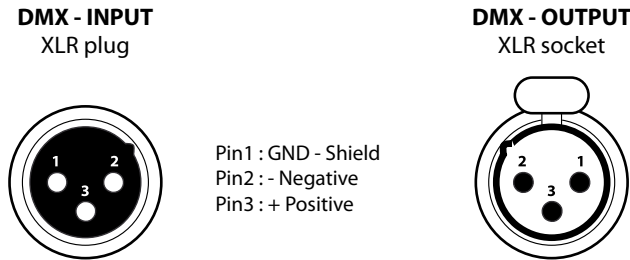 DMX - INPUT
XLR plug
DMX - OUTPUT
XLR socket
1 2
3
Pin1 : GND - Shield
Pin2 : - Negative
Pin3 : + Positive
2 1
3